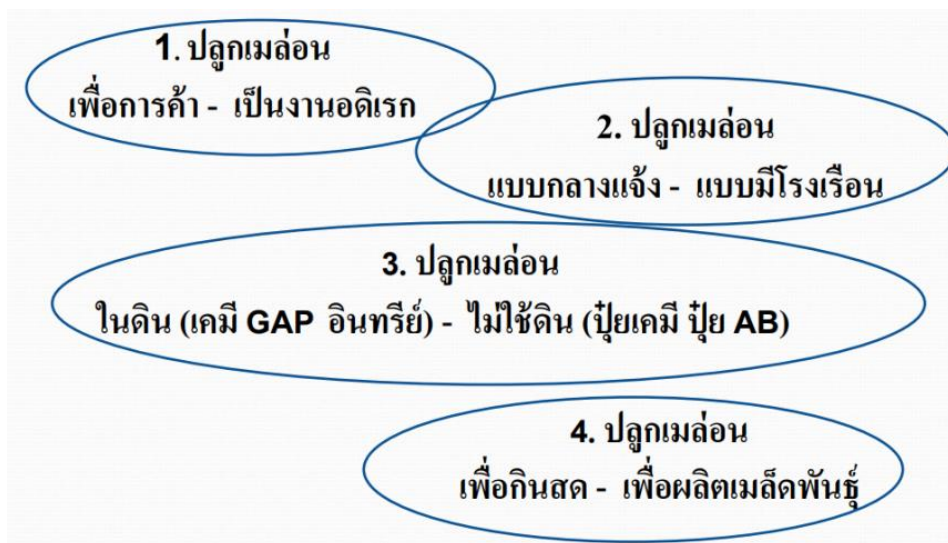 1. ปลูกเมล่อน
เพื่อการค้า - เป็นงานอดิเรก
2. ปลูกเมล่อน
แบบกลางแจ้ง - แบบมีโรงเรือน
3. ปลูกเมล่อน
ในดิน (เคมี GAP อินทรีย์) - ไม่ใช้ดิน (ปุ๋ยเคมี ปุ๋ย AB)
4. ปลูกเมล่อน
เพื่อกินสด - เพื่อผลิตเมล็ดพันธุ์